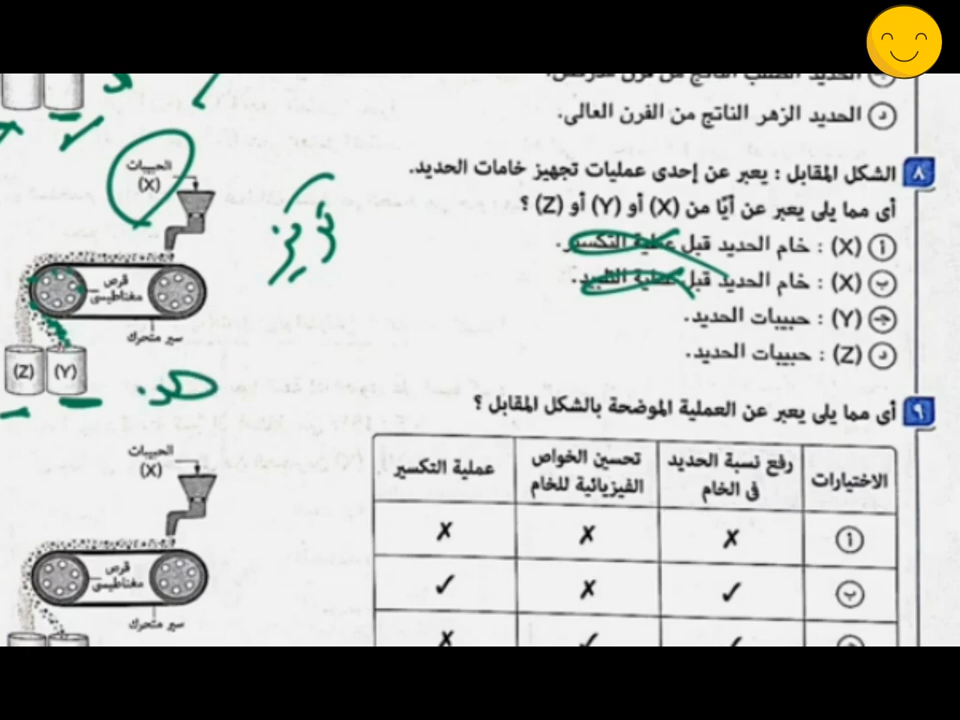 د الحديد الزهر الناتج من الفرن العالى.
٨ الشكل المقابل : يعبر عن إحدى عمليات تجهيز خامات الحديد.
أى مما يلى يعبر عن أيًا من (X) أو (Y) أو (Z) ؟
أ (X) : خام الحديد قبل عملية التكسير.
ب (X) : خام الحديد قبل عملية التلبيد.
جـ (Y) : حبيبات الحديد.
د (Z) : حبيبات الحديد.
الحبيبات
(X)
قرص
مغناطيسى
سير متحرك
(Z) (Y)
٩ أى مما يلى يعبر عن العملية الموضحة بالشكل المقابل ؟
الاختيارات رفع نسبة الحديد فى الخام تحسين الخواص الفيزيائية للخام عملية التكسير
أ ✗ ✗ ✗
ب ✓ ✗ ✓
الحبيبات
(X)
قرص
مغناطيسى
سير متحرك